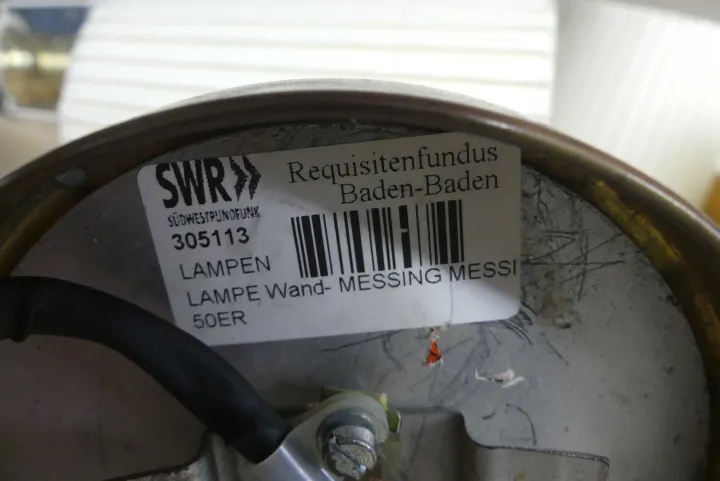 SWR» Requisitenfundus
SÜDWESTRUNDFUNK Baden-Baden
305113
LAMPEN
LAMPE Wand- MESSING MESSI
50ER